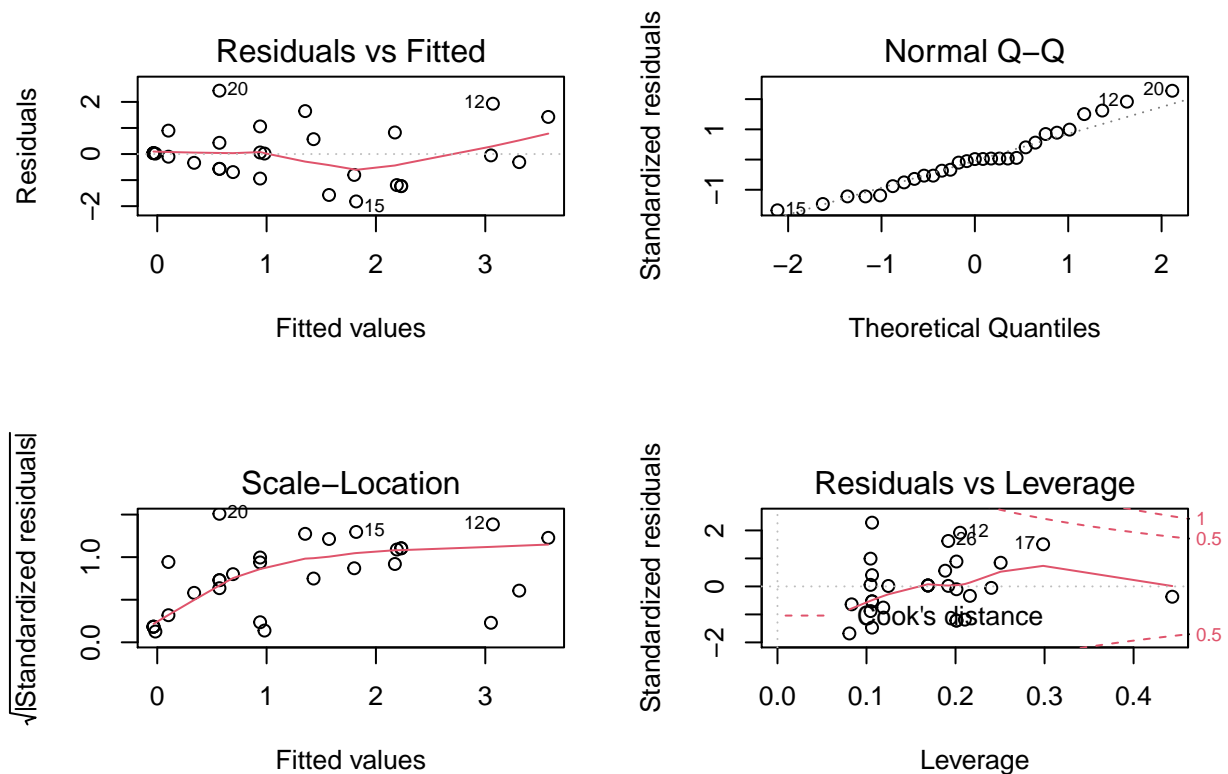 Residuals vs Fitted
Residuals
2
0
−2
20
12
15
0 1 2 3
Fitted values
Normal Q−Q
Standardized residuals
1
−1
12
20
15
−2 −1 0 1 2
Theoretical Quantiles
Scale−Location
√|Standardized residuals|
1.0
0.0
20
15
12
0 1 2 3
Fitted values
Residuals vs Leverage
Standardized residuals
2
0
−2
12
26
17
1
0.5
0.5
Cook's distance
0.0 0.1 0.2 0.3 0.4
Leverage